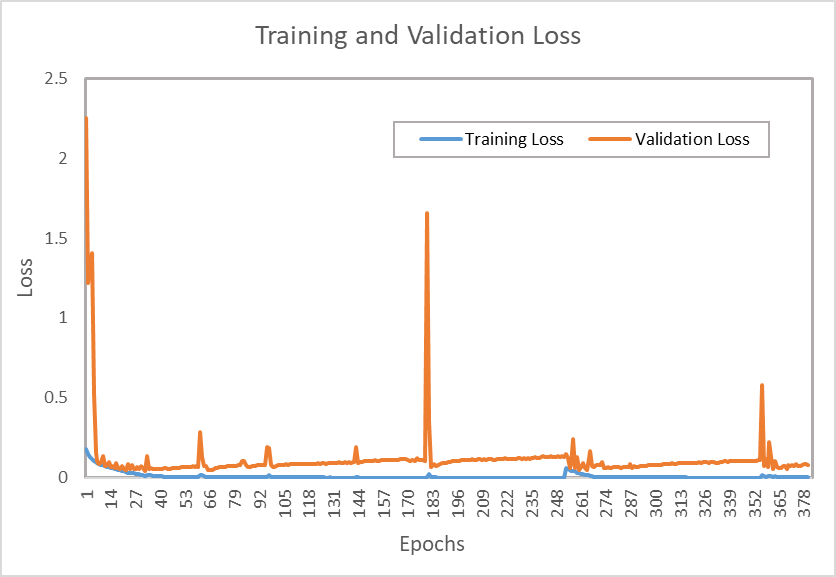 Training and Validation Loss
2.5
2
1.5
1
0.5
0
Loss
Training Loss Validation Loss
1 14 27 40 53 66 79 92 105 118 131 144 157 170 183 196 209 222 235 248 261 274 287 300 313 326 339 352 365 378
Epochs